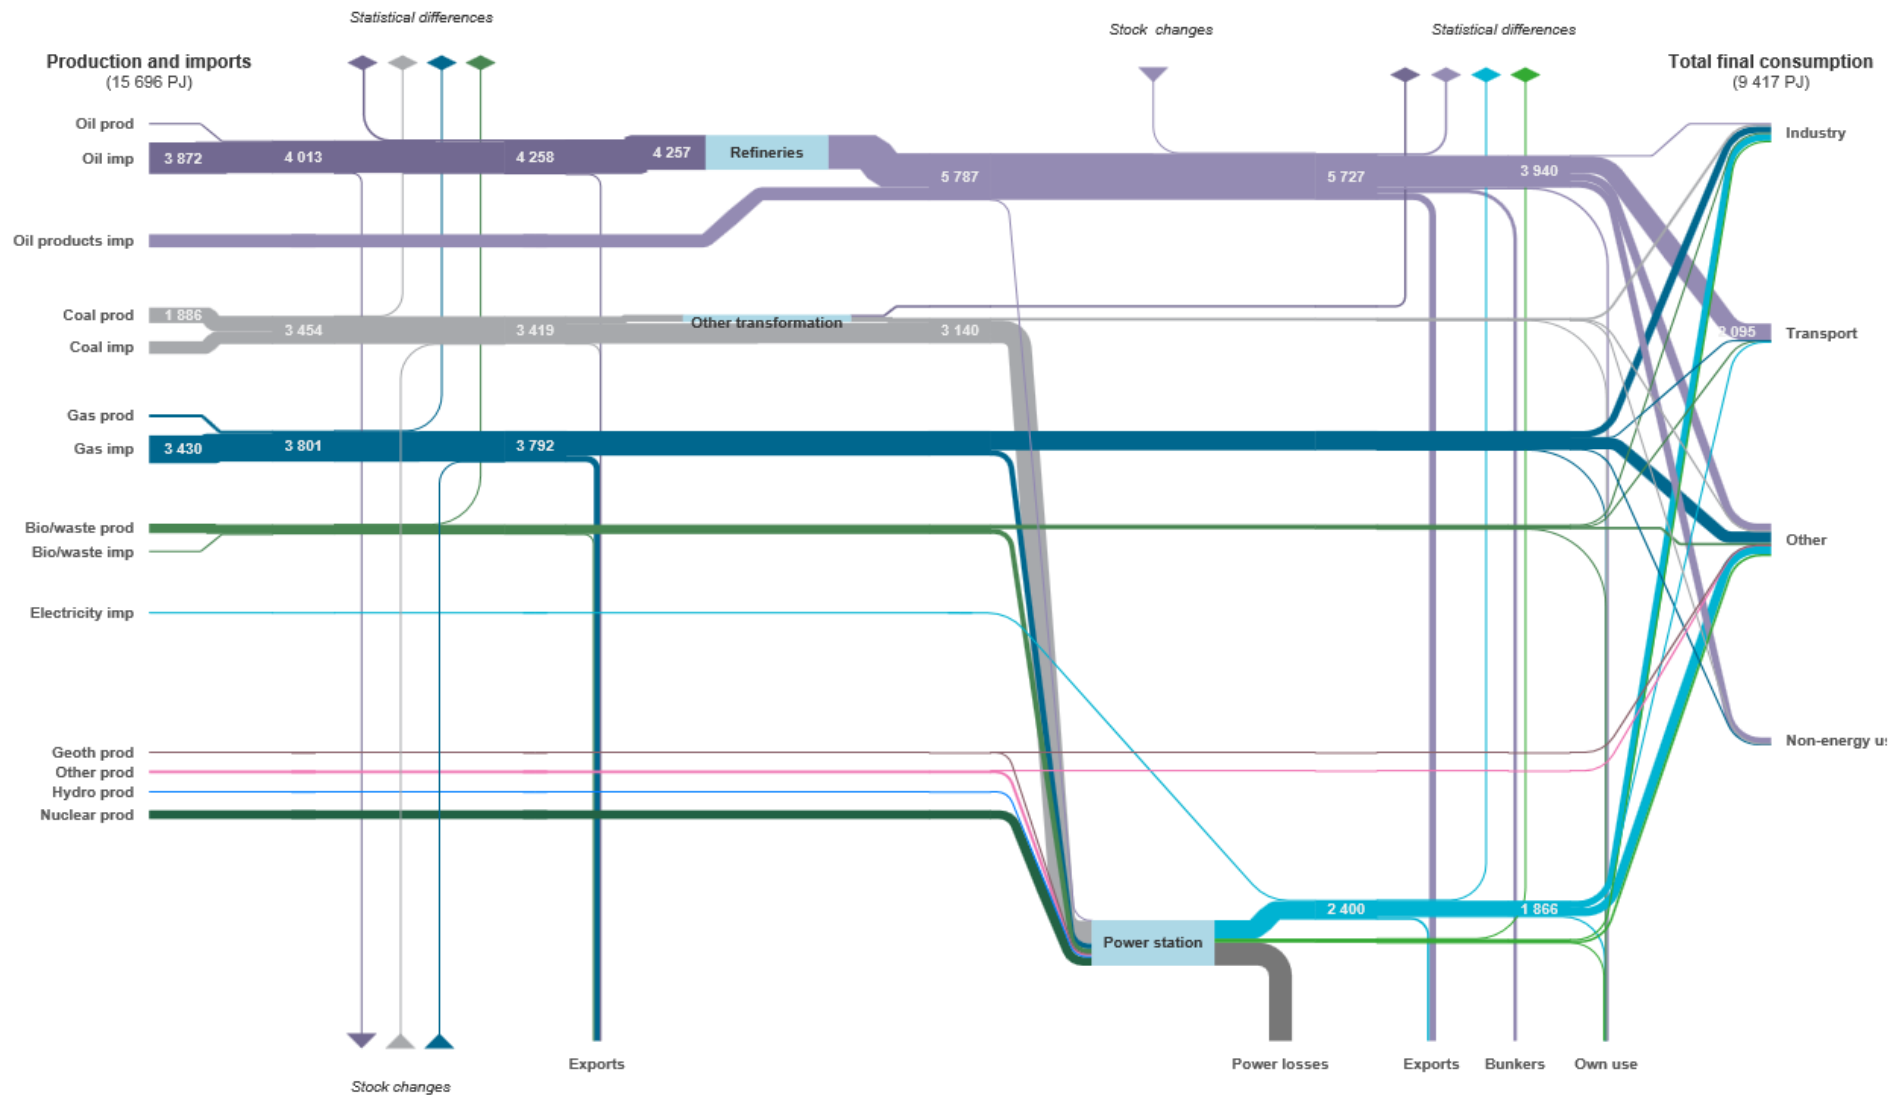 Statistical differences
Stock changes
Statistical differences
Production and imports
(15 696 PJ)
Total final consumption
(9 417 PJ)
Oil prod
Industry
Oil imp
3 872
4 013
4 258
4 257
Refineries
5 787
5 727
3 940
Oil products imp
Coal prod
1 886
3 454
3 419
Other transformation
3 140
095
Transport
Coal imp
Gas prod
Gas imp
3 430
3 801
3 792
Bio/waste prod
Bio/waste imp
Other
Electricity imp
Non-energy u
Geoth prod
Other prod
Hydro prod
Nuclear prod
2 400
1 866
Power station
Exports
Power losses
Exports
Bunkers
Own use
Stock changes